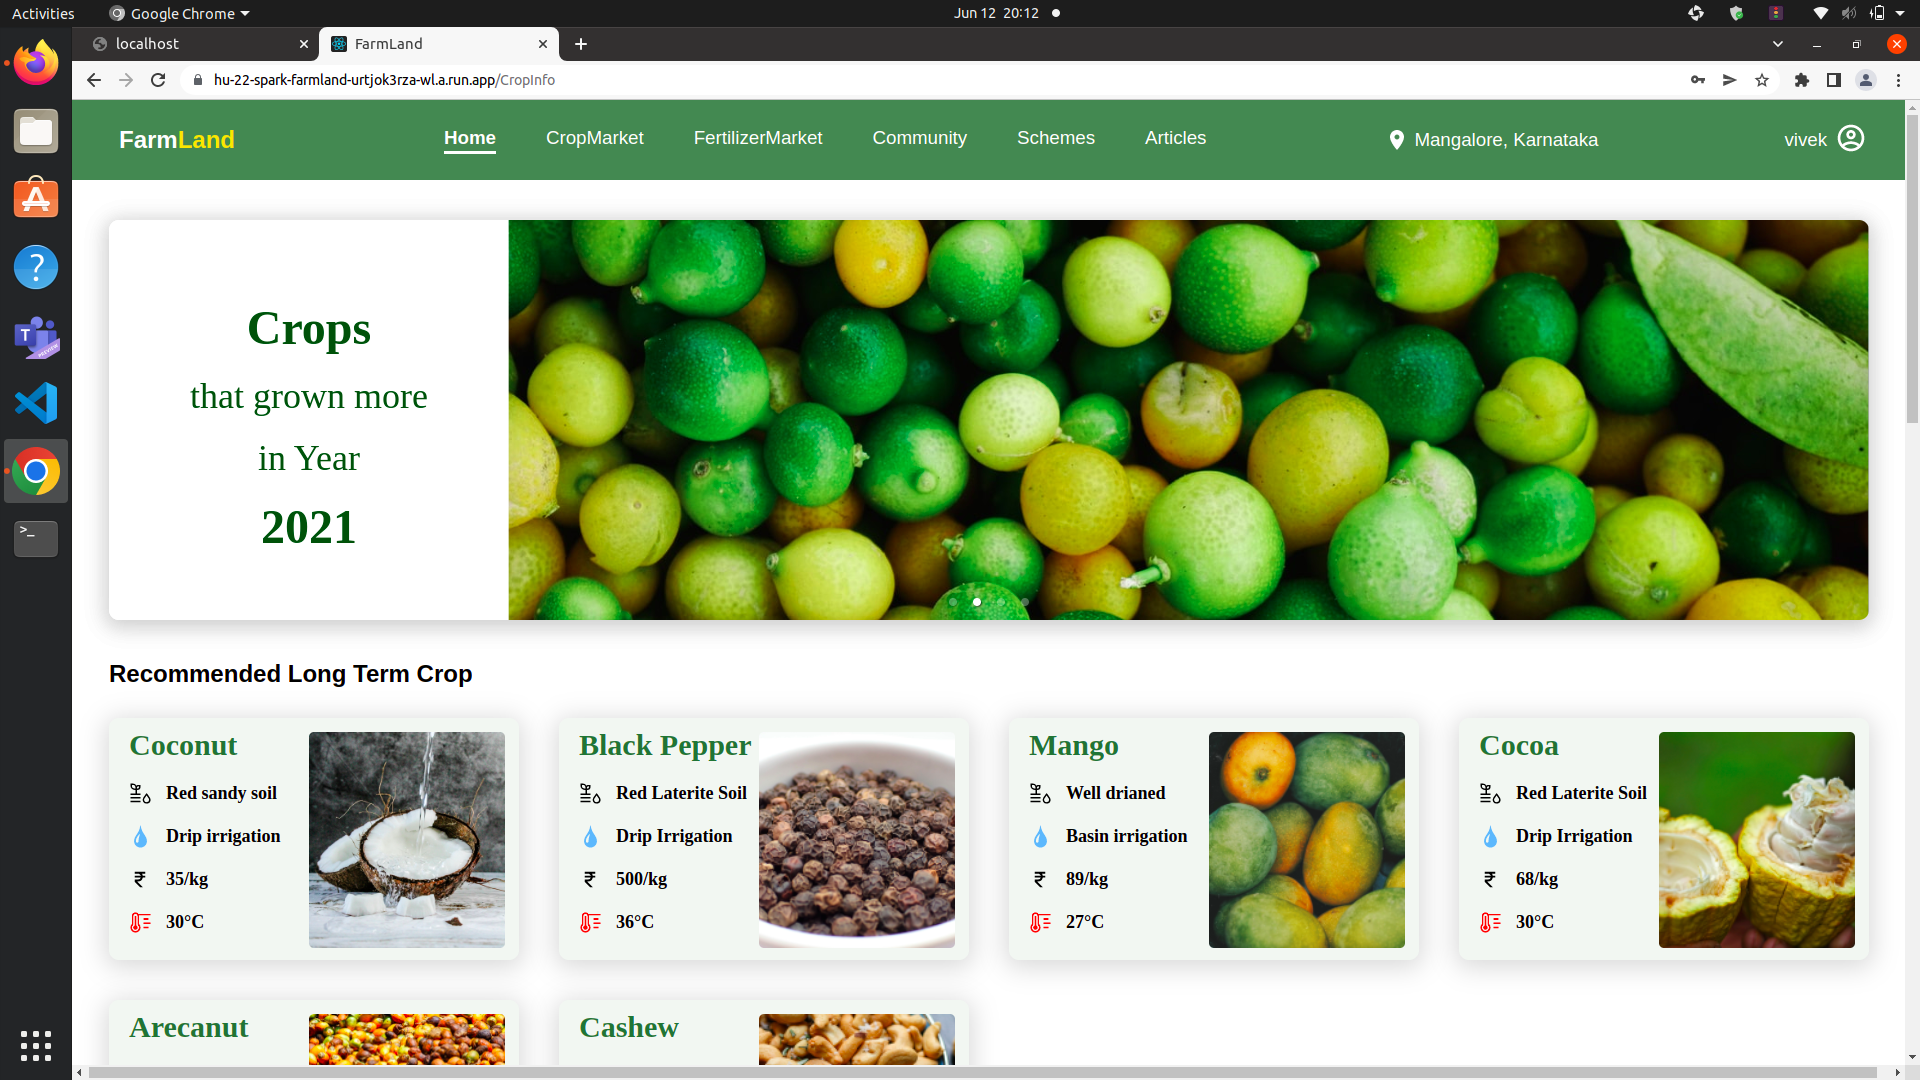 Activities
Google Chrome
Jun 12 20:12
localhost
FarmLand
hu-22-spark-farmland-urtjok3rza-wl.a.run.app/CropInfo
FarmLand
Home
CropMarket
FertilizerMarket
Community
Schemes
Articles
Mangalore, Karnataka
vivek
Crops
that grown more
in Year
2021
Recommended Long Term Crop
Coconut
Red sandy soil
Drip irrigation
₹ 35/kg
30°C
Black Pepper
Red Laterite Soil
Drip Irrigation
₹ 500/kg
36°C
Mango
Well drianed
Basin irrigation
₹ 89/kg
27°C
Cocoa
Red Laterite Soil
Drip Irrigation
₹ 68/kg
30°C
Arecanut
Cashew